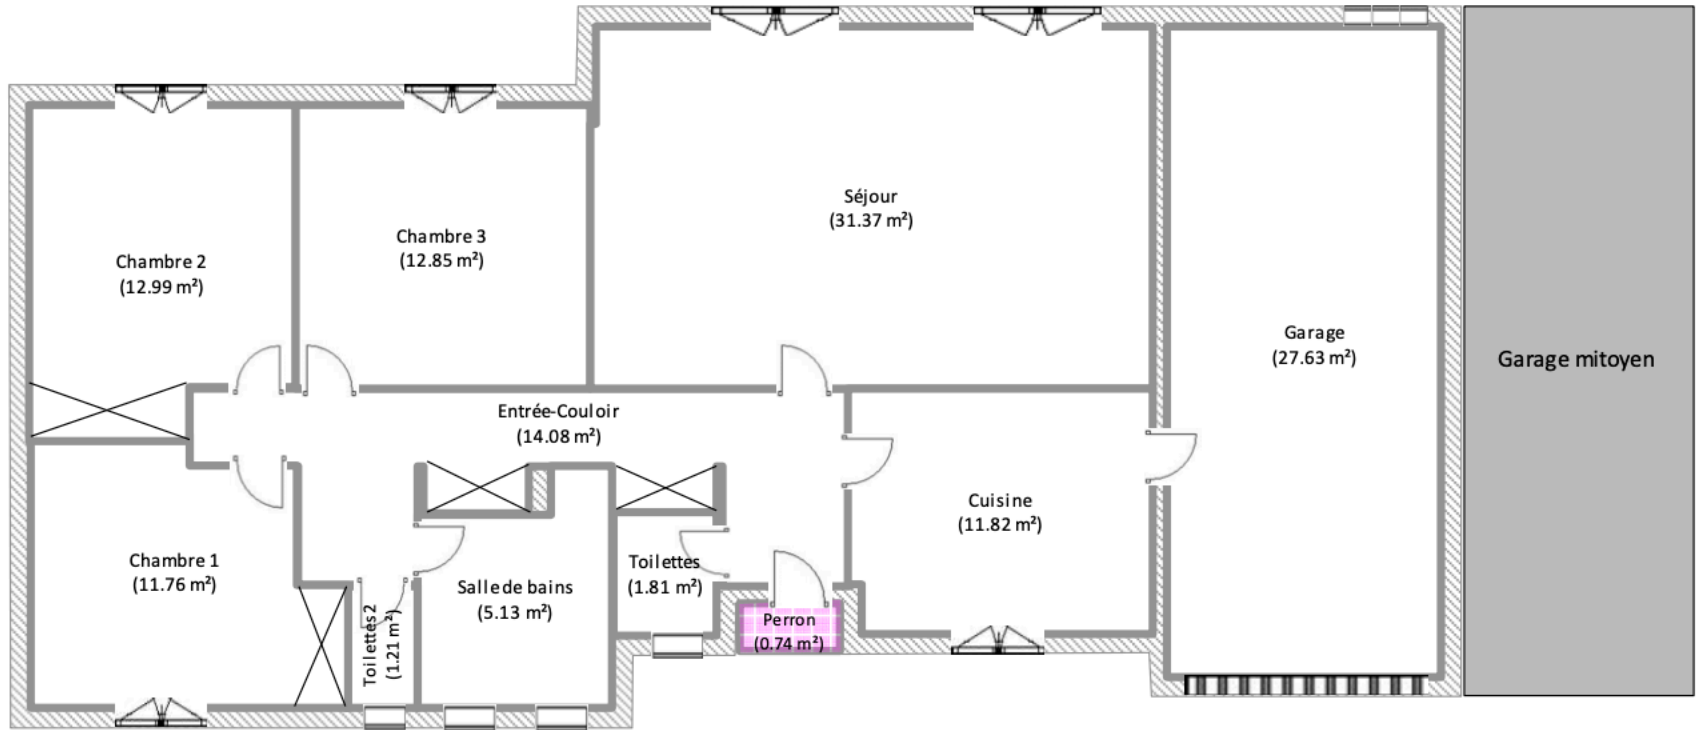 Séjour
(31.37 m²)
Chambre 3
(12.85 m²)
Chambre 2
(12.99 m²)
Garage
(27.63 m²)
Garage mitoyen
Entrée-Couloir
(14.08 m²)
Cuisine
(11.82 m²)
Chambre 1
(11.76 m²)
Toilettes2
(1.21 m²)
Salle de bains
(5.13 m²)
Toilettes
(1.81 m²)
Perron
(0.74 m²)